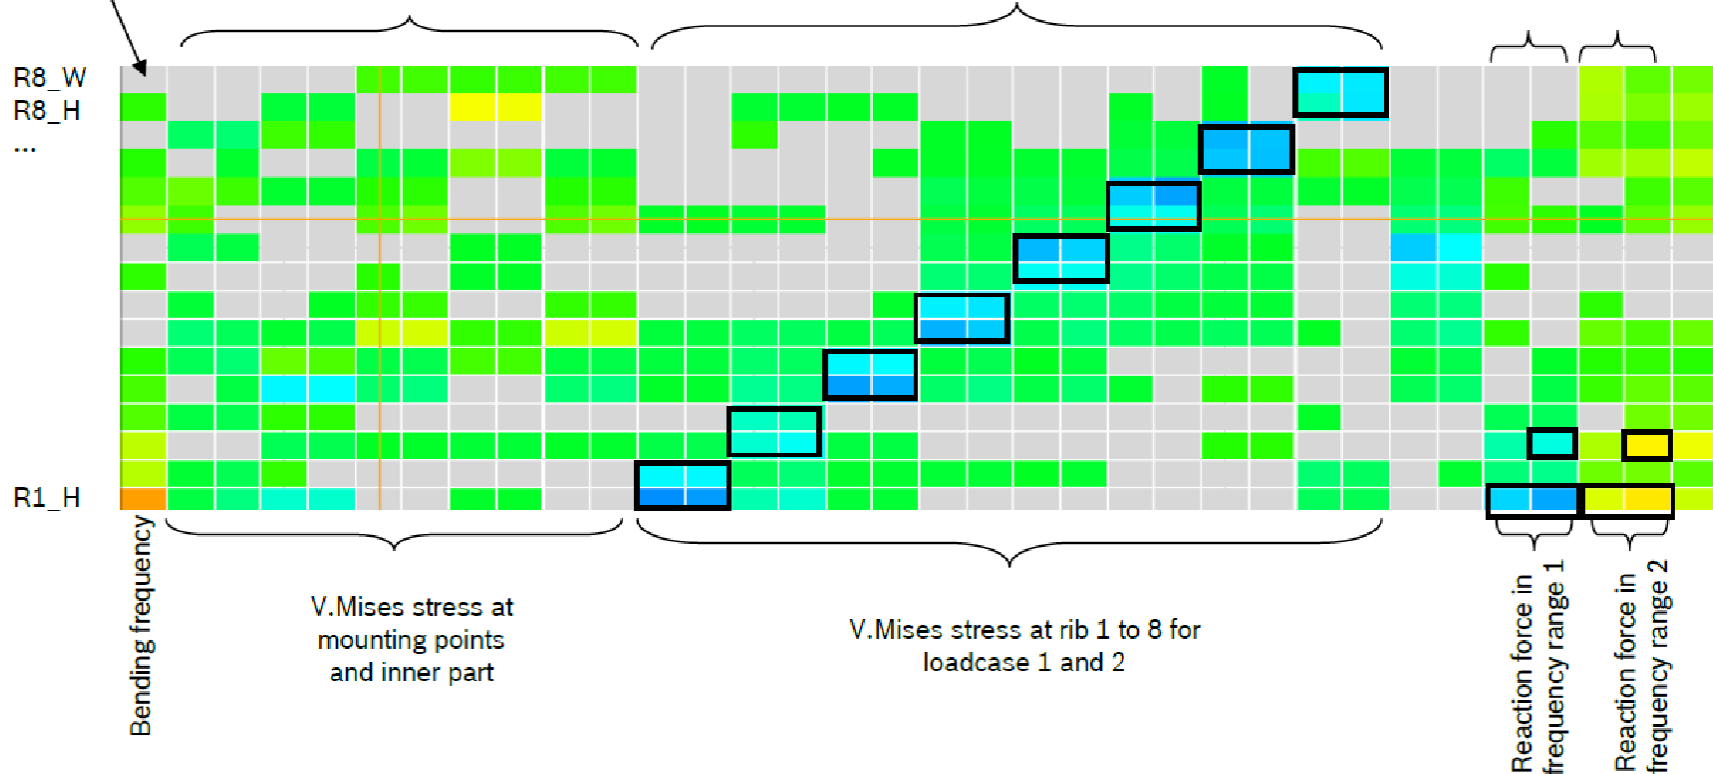 R8_W
R8_H
...
R1_H
Bending frequency
V.Mises stress at
mounting points
and inner part
V.Mises stress at rib 1 to 8 for
loadcase 1 and 2
Reaction force in
frequency range 1
Reaction force in
frequency range 2